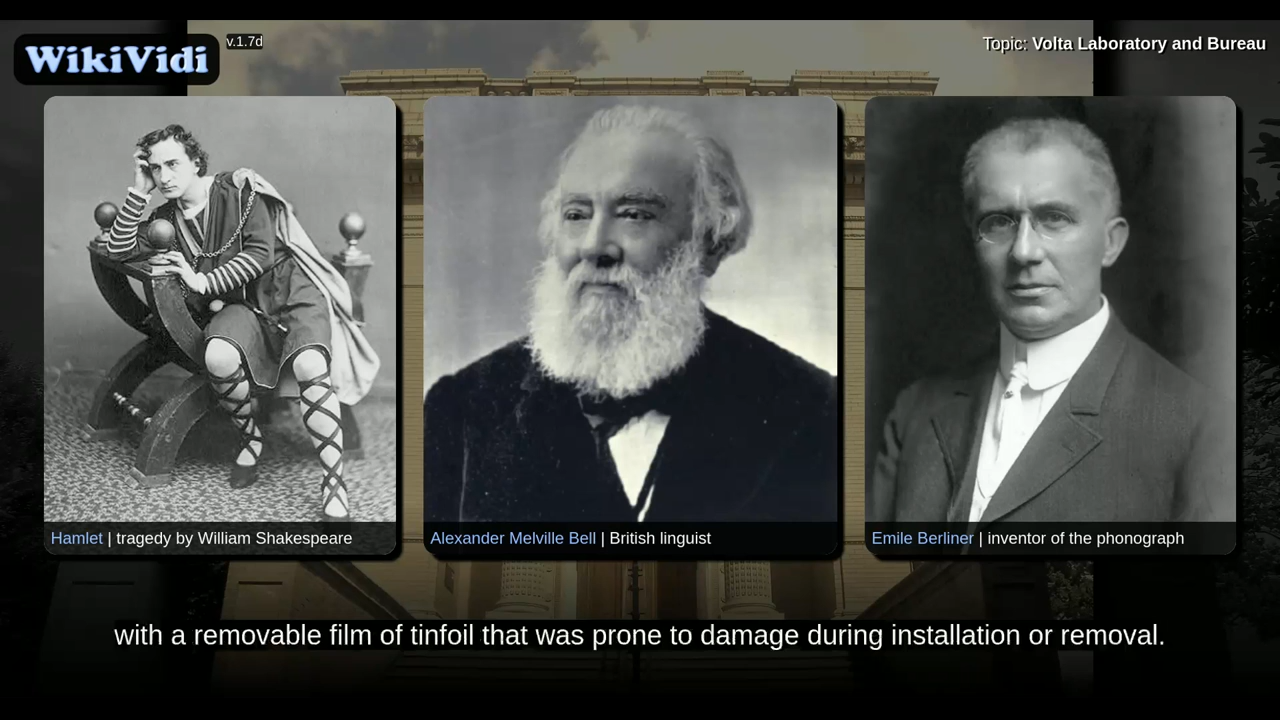 WikiVidi
v.1.7d
Topic: Volta Laboratory and Bureau
Hamlet | tragedy by William Shakespeare
Alexander Melville Bell | British linguist
Emile Berliner | inventor of the phonograph
with a removable film of tinfoil that was prone to damage during installation or removal.